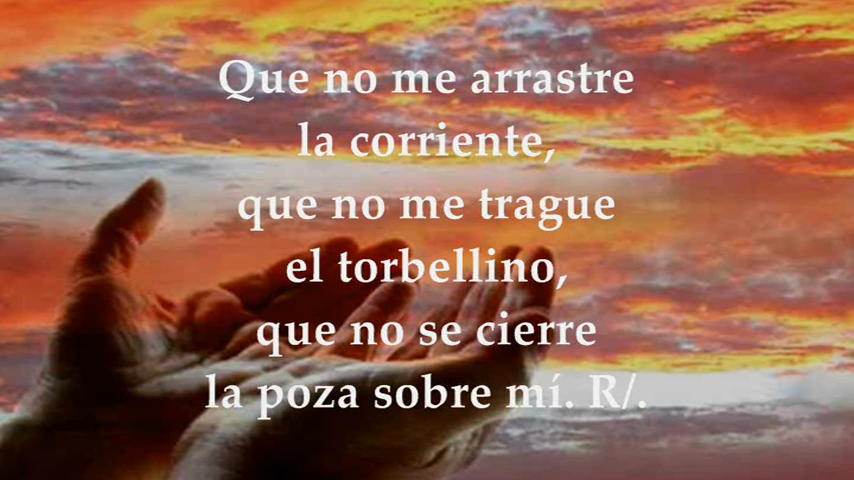 Que no me arrastre
la corriente,
que no me trague
el torbellino,
que no se cierre
la poza sobre mí. R/.